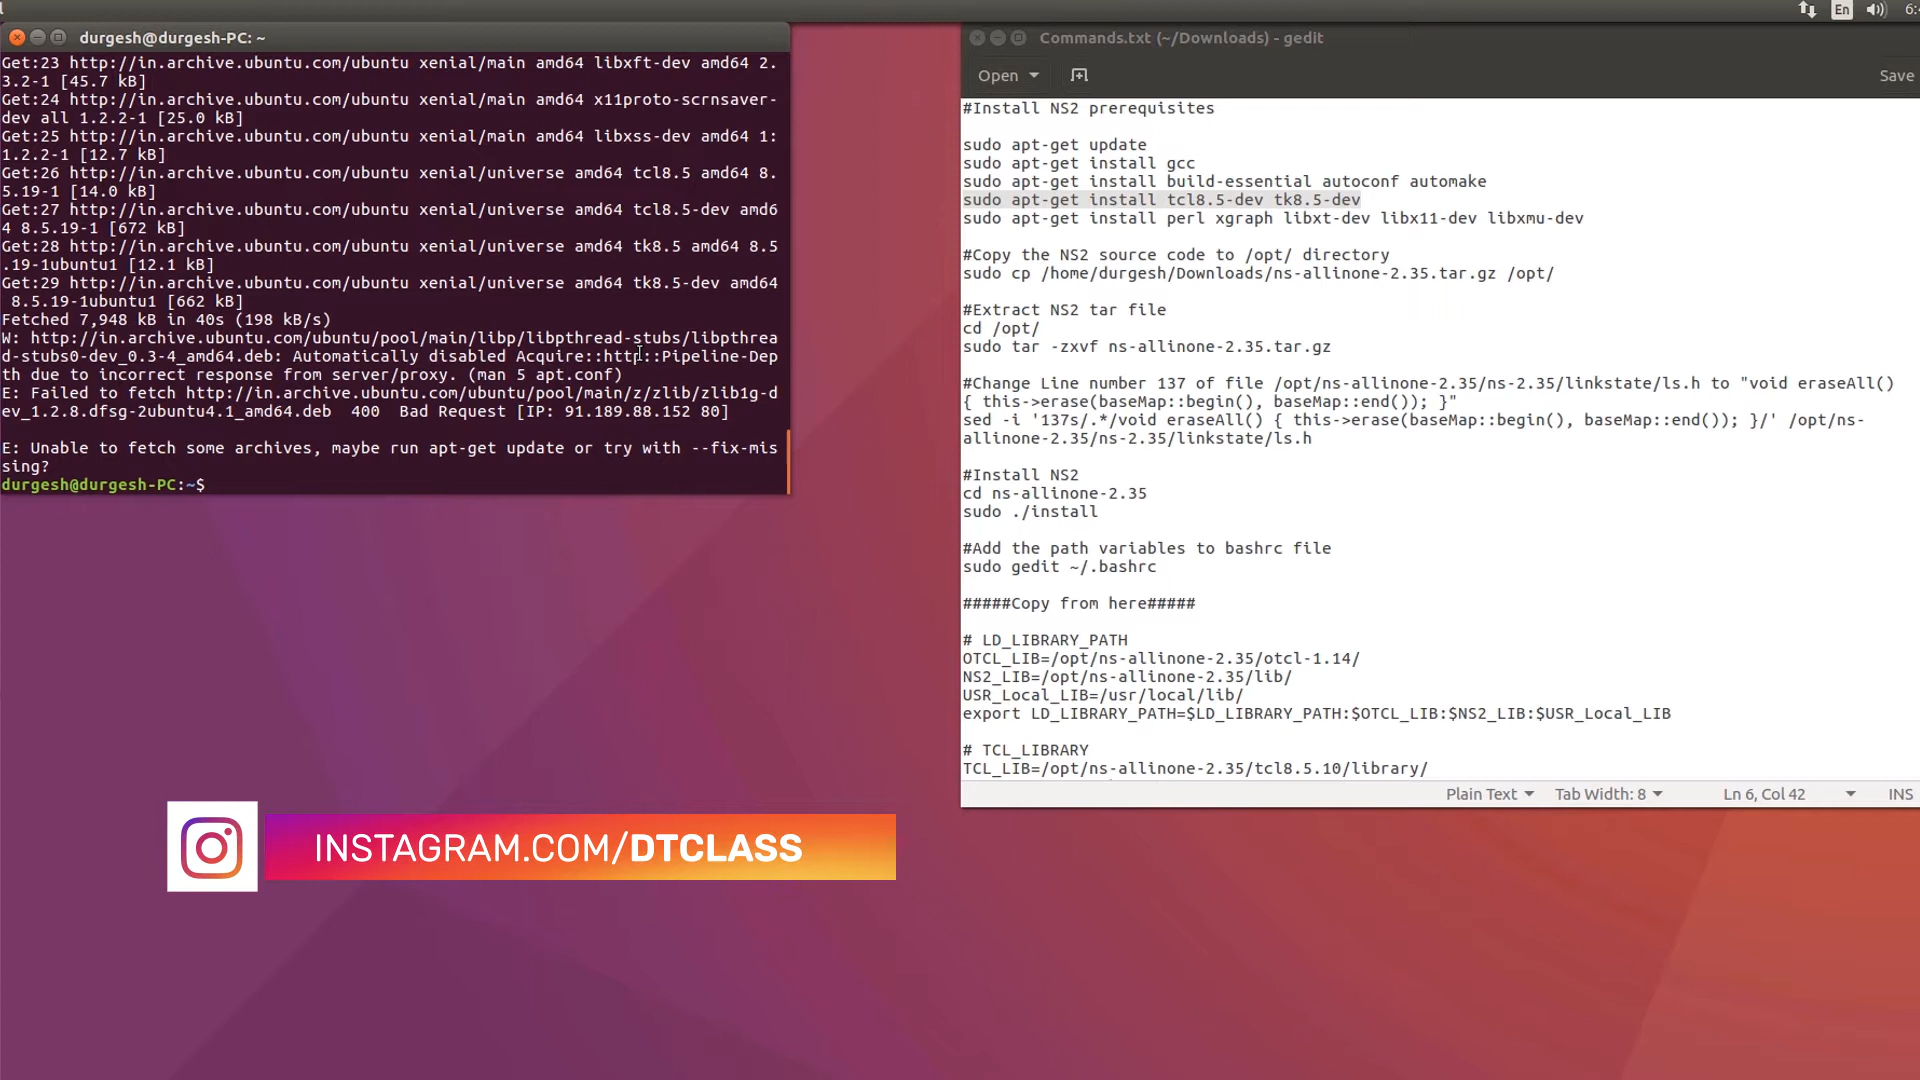 En
6:
durgesh@durgesh-PC: ~
Get:23 http://in.archive.ubuntu.com/ubuntu xenial/main amd64 libxft-dev amd64 2.
3.2-1 [45.7 kB]
Get:24 http://in.archive.ubuntu.com/ubuntu xenial/main amd64 x11proto-scrnsaver-
dev all 1.2.2-1 [25.0 kB]
Get:25 http://in.archive.ubuntu.com/ubuntu xenial/main amd64 libxss-dev amd64 1:
1.2.2-1 [12.7 kB]
Get:26 http://in.archive.ubuntu.com/ubuntu xenial/universe amd64 tcl8.5 amd64 8.
5.19-1 [14.0 kB]
Get:27 http://in.archive.ubuntu.com/ubuntu xenial/universe amd64 tcl8.5-dev amd6
4 8.5.19-1 [672 kB]
Get:28 http://in.archive.ubuntu.com/ubuntu xenial/universe amd64 tk8.5 amd64 8.5
.19-1ubuntu1 [12.1 kB]
Get:29 http://in.archive.ubuntu.com/ubuntu xenial/universe amd64 tk8.5-dev amd64
 8.5.19-1ubuntu1 [662 kB]
Fetched 7,948 kB in 40s (198 kB/s)
W: http://in.archive.ubuntu.com/ubuntu/pool/main/libp/libpthread-stubs/libpthrea
d-stubs0-dev_0.3-4_amd64.deb: Automatically disabled Acquire::http::Pipeline-Dep
th due to incorrect response from server/proxy. (man 5 apt.conf)
E: Failed to fetch http://in.archive.ubuntu.com/ubuntu/pool/main/z/zlib/zlib1g-d
ev_1.2.8.dfsg-2ubuntu4.1_amd64.deb  400  Bad Request [IP: 91.189.88.152 80]
E: Unable to fetch some archives, maybe run apt-get update or try with --fix-mis
sing?
durgesh@durgesh-PC:~$
Commands.txt (~/Downloads) - gedit
Open
Save
#Install NS2 prerequisites
sudo apt-get update
sudo apt-get install gcc
sudo apt-get install build-essential autoconf automake
sudo apt-get install tcl8.5-dev tk8.5-dev
sudo apt-get install perl xgraph libxt-dev libx11-dev libxmu-dev
#Copy the NS2 source code to /opt/ directory
sudo cp /home/durgesh/Downloads/ns-allinone-2.35.tar.gz /opt/
#Extract NS2 tar file
cd /opt/
sudo tar -zxvf ns-allinone-2.35.tar.gz
#Change Line number 137 of file /opt/ns-allinone-2.35/ns-2.35/linkstate/ls.h to "void eraseAll()
{ this->erase(baseMap::begin(), baseMap::end()); }"
sed -i '137s/.*/void eraseAll() { this->erase(baseMap::begin(), baseMap::end()); }/' /opt/ns-
allinone-2.35/ns-2.35/linkstate/ls.h
#Install NS2
cd ns-allinone-2.35
sudo ./install
#Add the path variables to bashrc file
sudo gedit ~/.bashrc
#####Copy from here#####
# LD_LIBRARY_PATH
OTCL_LIB=/opt/ns-allinone-2.35/otcl-1.14/
NS2_LIB=/opt/ns-allinone-2.35/lib/
USR_Local_LIB=/usr/local/lib/
export LD_LIBRARY_PATH=$LD_LIBRARY_PATH:$OTCL_LIB:$NS2_LIB:$USR_Local_LIB
# TCL_LIBRARY
TCL_LIB=/opt/ns-allinone-2.35/tcl8.5.10/library/
Plain Text
Tab Width: 8
Ln 6, Col 42
INS
INSTAGRAM.COM/DTCLASS